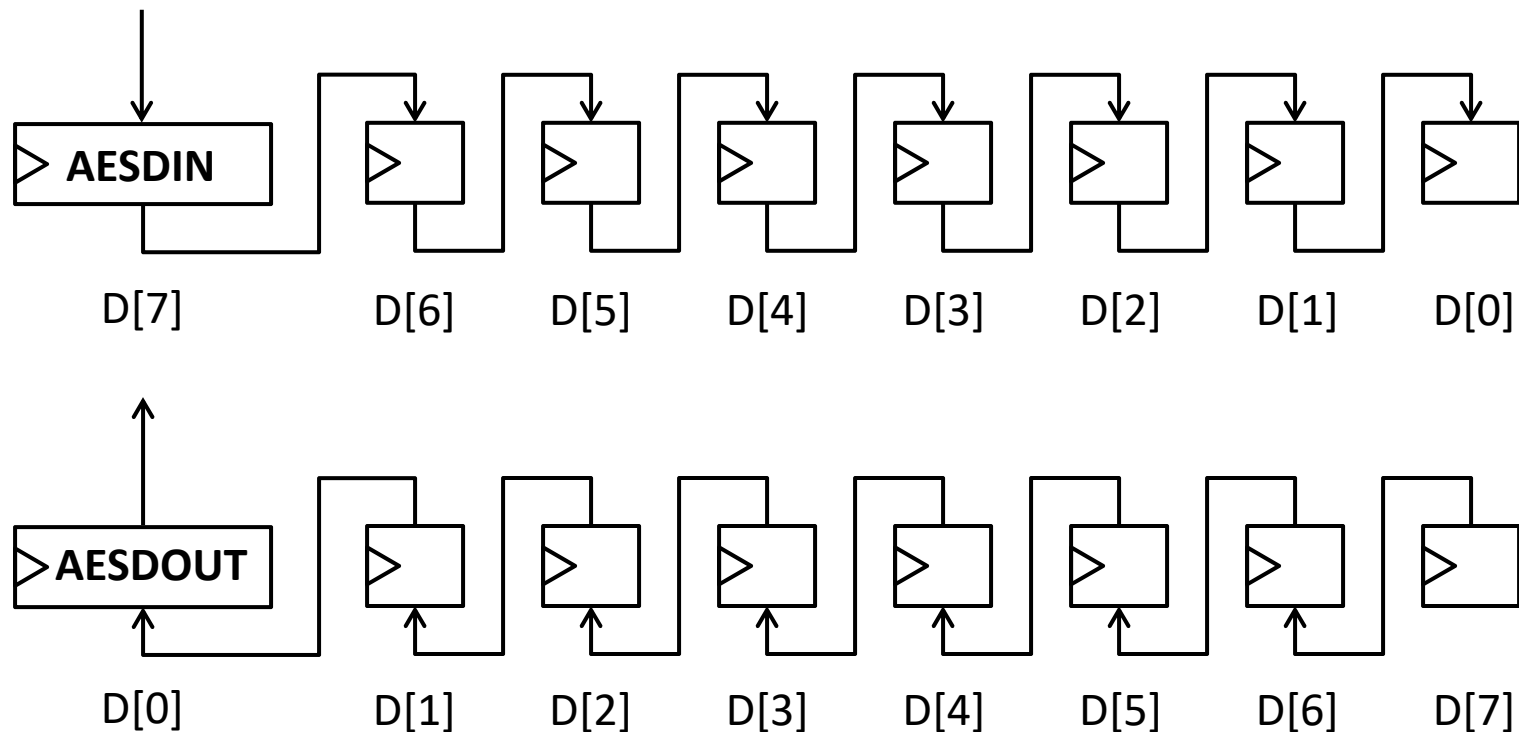 AESDIN
D[7] D[6] D[5] D[4] D[3] D[2] D[1] D[0]
AESDOUT
D[0] D[1] D[2] D[3] D[4] D[5] D[6] D[7]